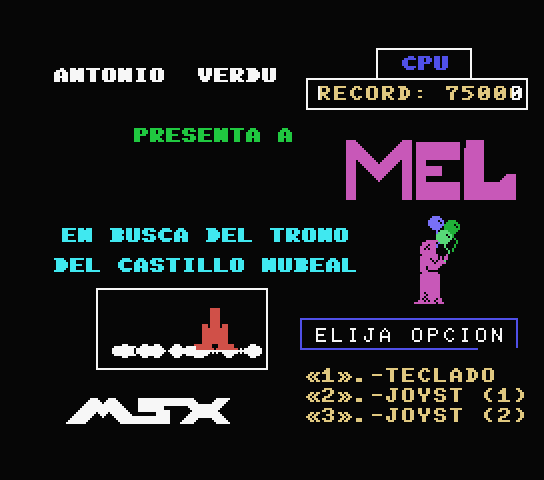 ANTONIO VERDU
PRESENTA A
CPU
RECORD: 75000
MEL
EN BUSCA DEL TRONO
DEL CASTILLO NUBEAL
MSX
ELIJA OPCION
«1».-TECLADO
«2».-JOYST (1)
«3».-JOYST (2)